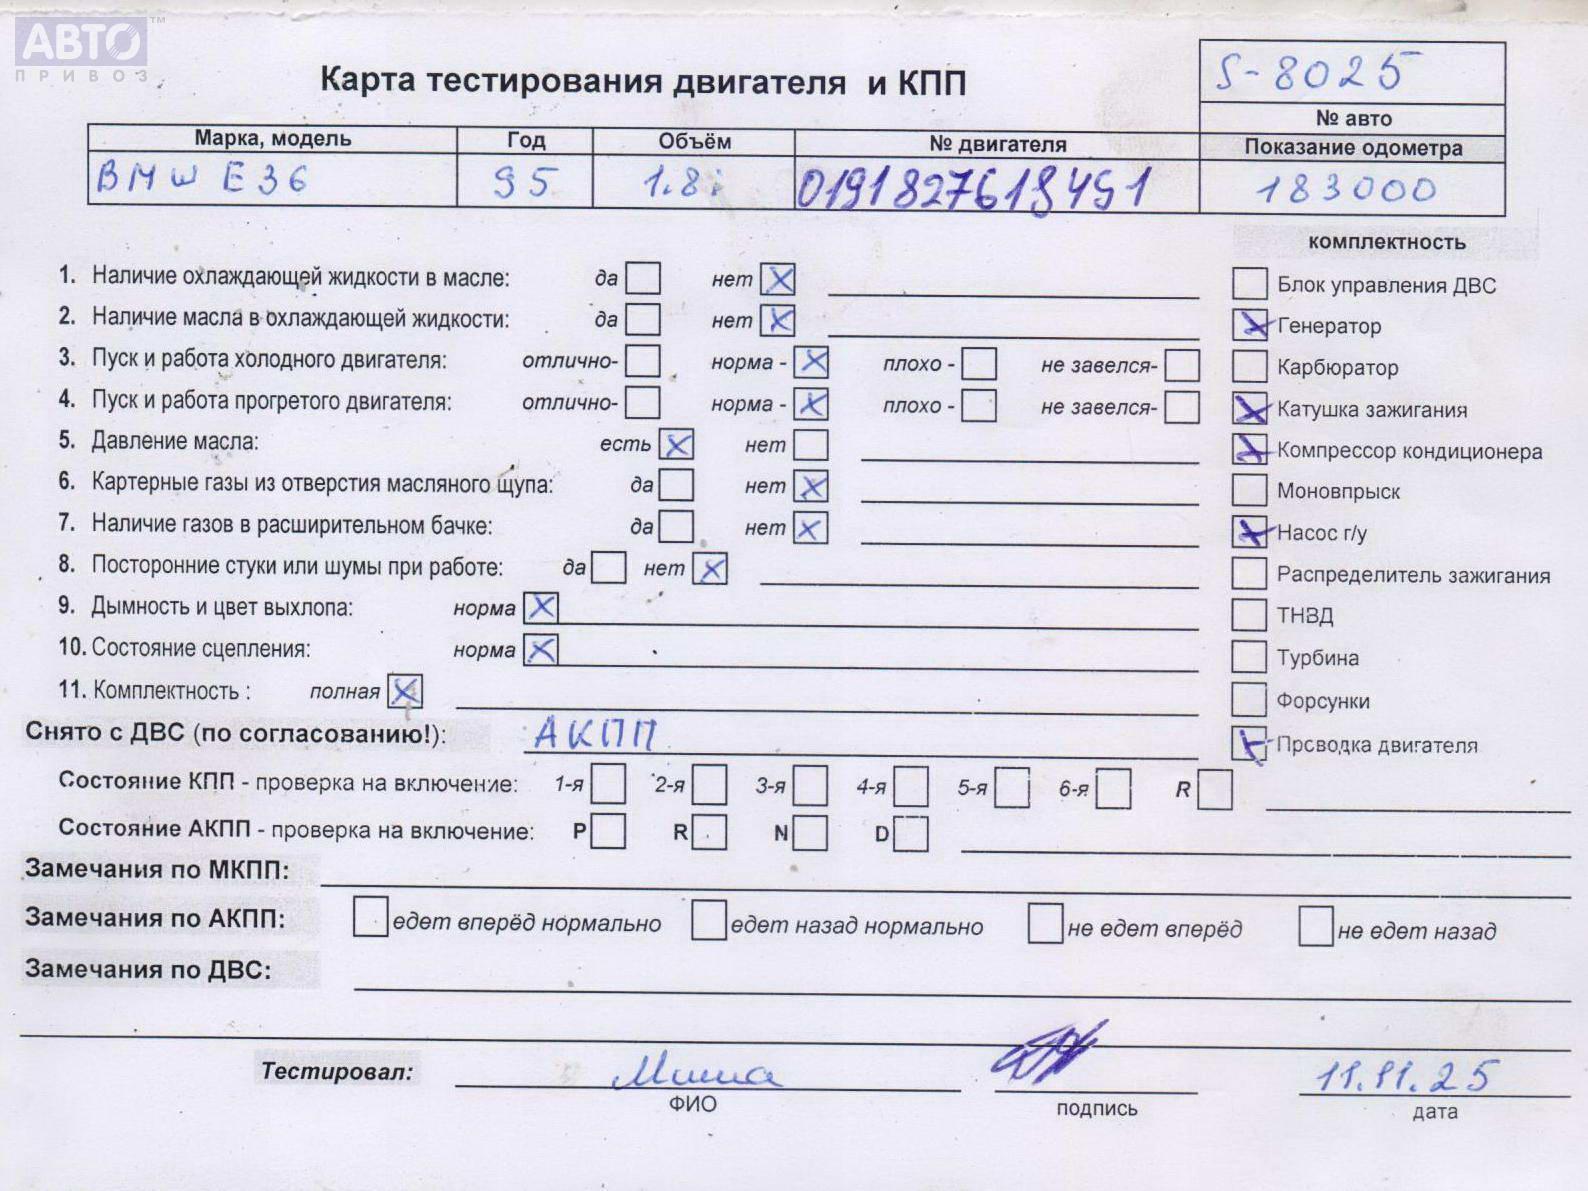 АВТО™
ПРИВОЗ
Карта тестирования двигателя и КПП
S-8025
№ авто
Марка, модель Год Объём № двигателя Показание одометра
BMW E36 95 1.8i 0191827619491 183000
комплектность
1. Наличие охлаждающей жидкости в масле: да нет X
2. Наличие масла в охлаждающей жидкости: да нет X
3. Пуск и работа холодного двигателя: отлично- норма - X плохо - не завелся-
4. Пуск и работа прогретого двигателя: отлично- норма - X плохо - не завелся-
5. Давление масла: есть X нет
6. Картерные газы из отверстия масляного щупа: да нет X
7. Наличие газов в расширительном бачке: да нет X
8. Посторонние стуки или шумы при работе: да нет X
9. Дымность и цвет выхлопа: норма X
10. Состояние сцепления: норма X
11. Комплектность : полная X
Блок управления ДВС
X Генератор
Карбюратор
X Катушка зажигания
X Компрессор кондиционера
Моновпрыск
X Насос г/у
Распределитель зажигания
ТНВД
Турбина
Форсунки
X Проводка двигателя
Снято с ДВС (по согласованию!): АКПП
Состояние КПП - проверка на включение: 1-я 2-я 3-я 4-я 5-я 6-я R
Состояние АКПП - проверка на включение: P R N D
Замечания по МКПП:
Замечания по АКПП: едет вперёд нормально едет назад нормально не едет вперёд не едет назад
Замечания по ДВС:
Тестировал: Миша 11.11.25
ФИО подпись дата